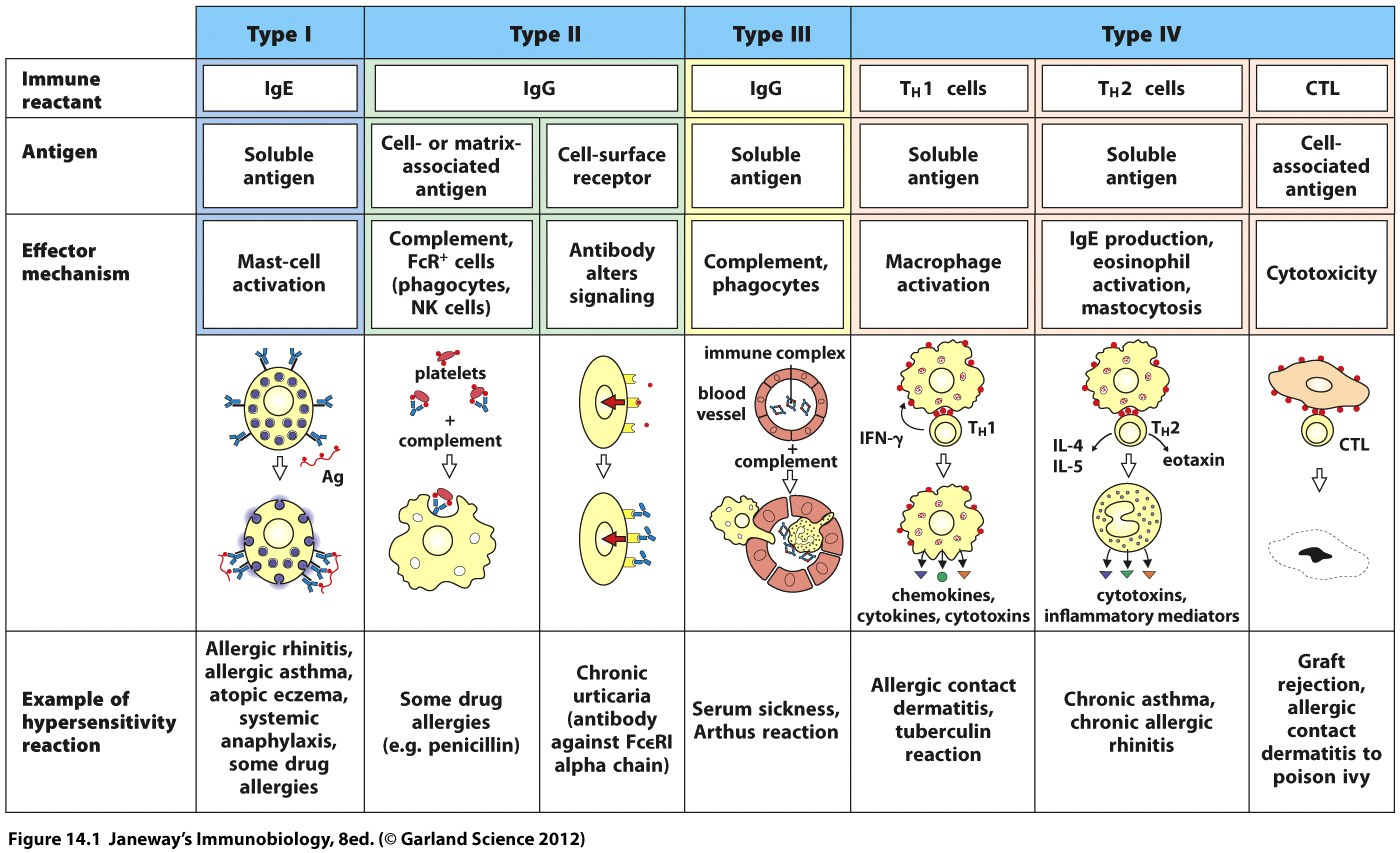 Type I
Type II
Type III
Type IV
Immune
reactant
IgE
IgG
IgG
TH1 cells
TH2 cells
CTL
Antigen
Soluble
antigen
Cell- or matrix-
associated
antigen
Cell-surface
receptor
Soluble
antigen
Soluble
antigen
Soluble
antigen
Cell-
associated
antigen
Effector
mechanism
Mast-cell
activation
Complement,
FcR+ cells
(phagocytes,
NK cells)
Antibody
alters
signaling
Complement,
phagocytes
Macrophage
activation
IgE production,
eosinophil
activation,
mastocytosis
Cytotoxicity
Ag
platelets
+
complement
immune complex
blood
vessel
+
complement
IFN-γ
TH1
chemokines,
cytokines, cytotoxins
IL-4
IL-5
TH2
eotaxin
cytotoxins,
inflammatory mediators
CTL
Example of
hypersensitivity
reaction
Allergic rhinitis,
allergic asthma,
atopic eczema,
systemic
anaphylaxis,
some drug
allergies
Some drug
allergies
(e.g. penicillin)
Chronic
urticaria
(antibody
against FcϵRI
alpha chain)
Serum sickness,
Arthus reaction
Allergic contact
dermatitis,
tuberculin
reaction
Chronic asthma,
chronic allergic
rhinitis
Graft
rejection,
allergic
contact
dermatitis to
poison ivy
Figure 14.1 Janeway’s Immunobiology, 8ed. (© Garland Science 2012)